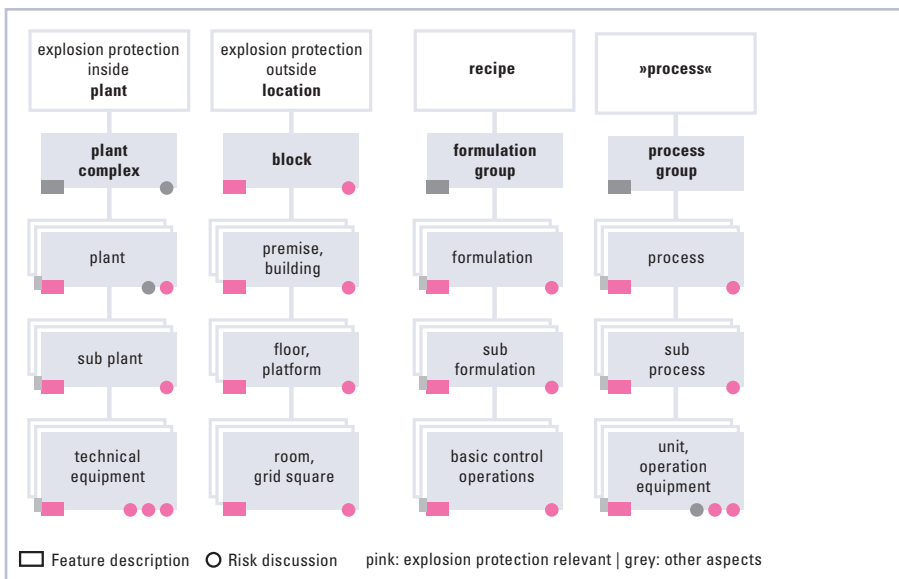 explosion protection
inside
plant
explosion protection
outside
location
recipe
»process«
plant
complex
block
formulation
group
process
group
plant
premise,
building
formulation
process
sub plant
floor,
platform
sub
formulation
sub
process
technical
equipment
room,
grid square
basic control
operations
unit,
operation
equipment
Feature description
Risk discussion
pink: explosion protection relevant | grey: other aspects